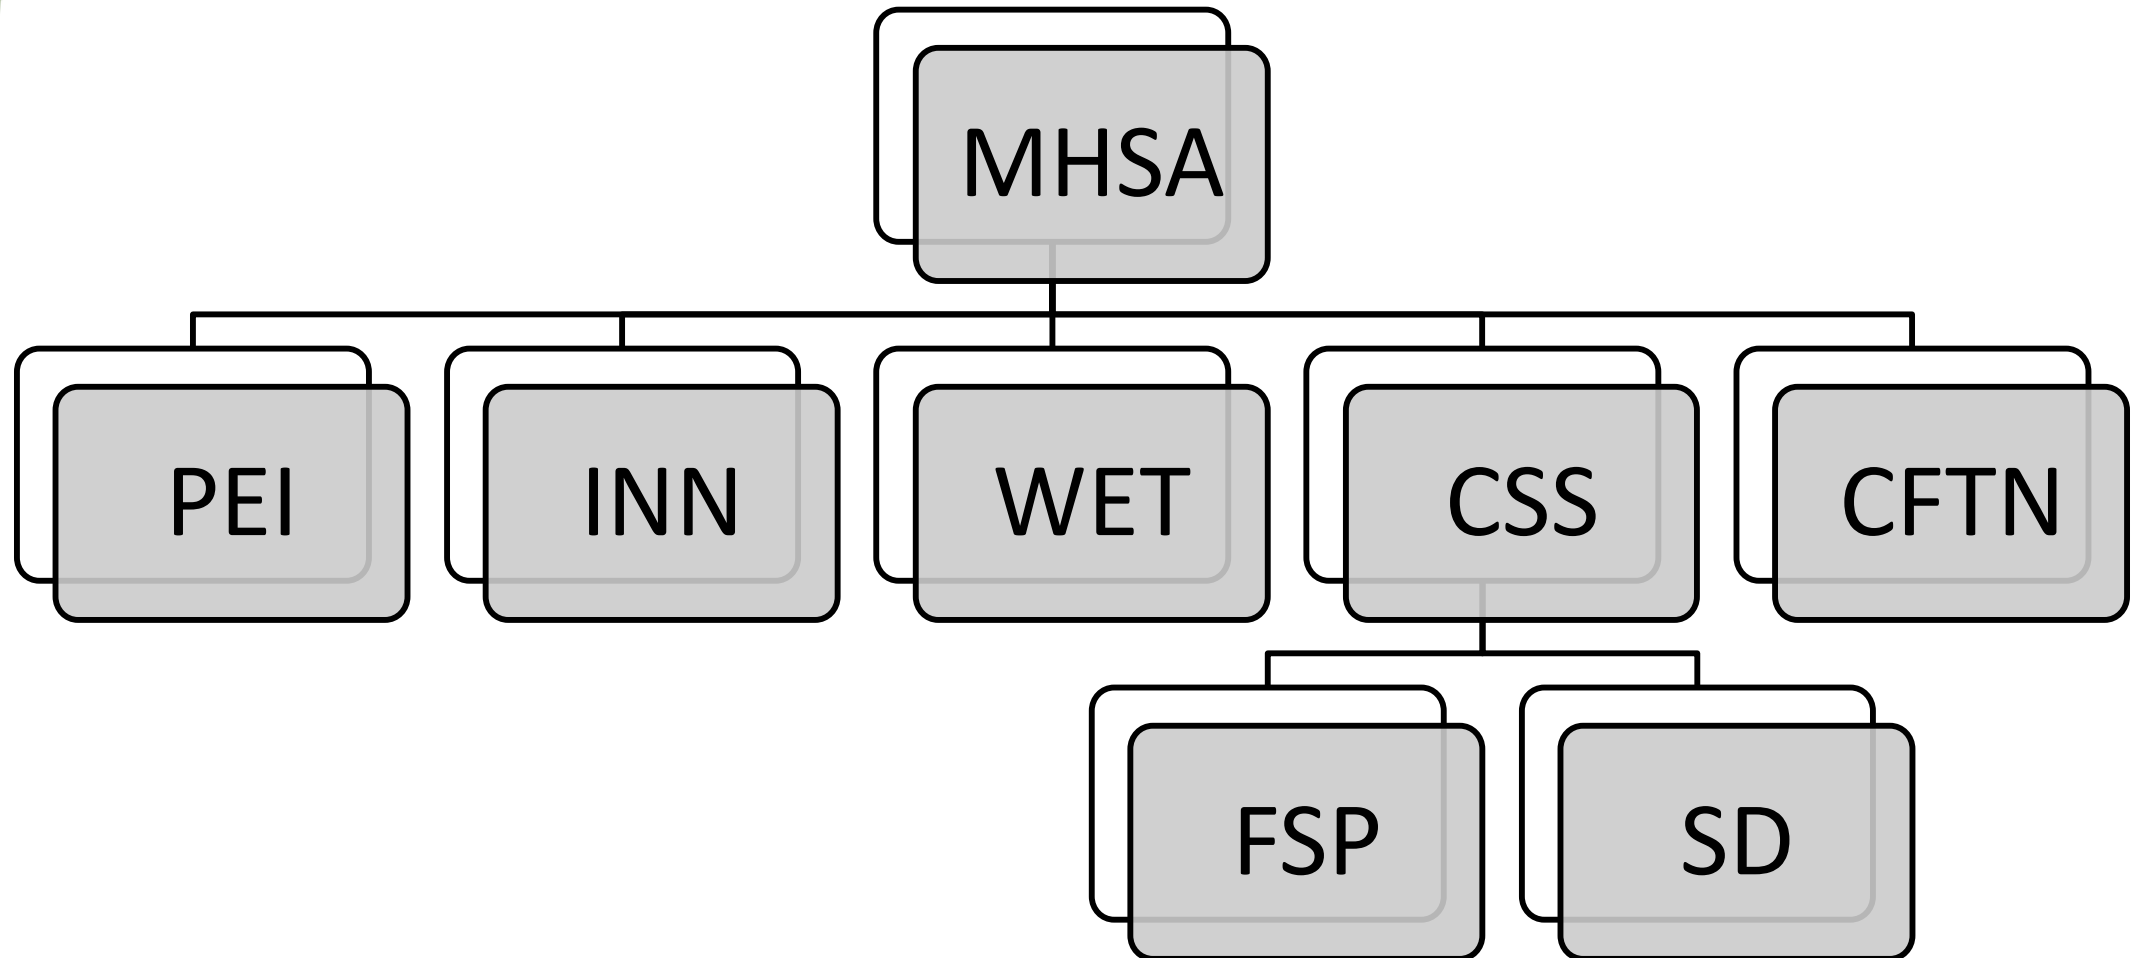 MHSA
PEI
INN
WET
CSS
CFTN
FSP
SD